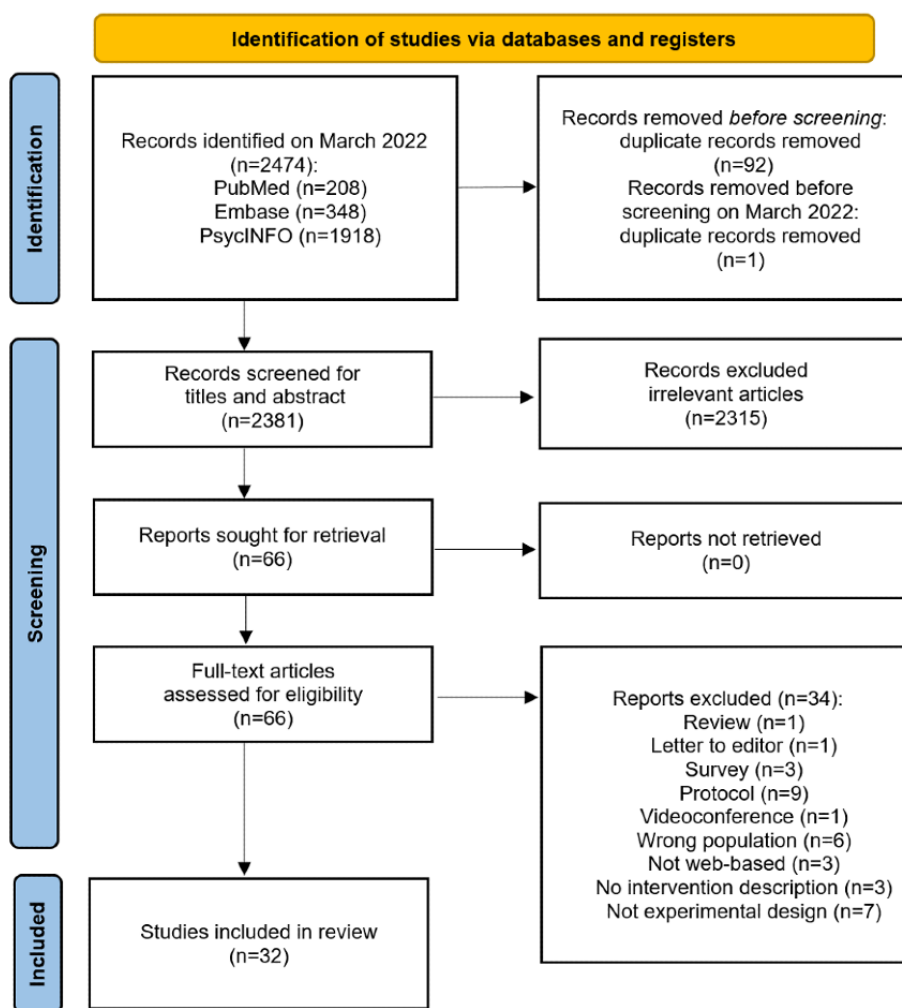 Identification of studies via databases and registers
Identification
Records identified on March 2022
(n=2474):
PubMed (n=208)
Embase (n=348)
PsycINFO (n=1918)
Records removed before screening:
duplicate records removed
(n=92)
Records removed before
screening on March 2022:
duplicate records removed
(n=1)
Screening
Records screened for
titles and abstract
(n=2381)
Records excluded
irrelevant articles
(n=2315)
Reports sought for retrieval
(n=66)
Reports not retrieved
(n=0)
Full-text articles
assessed for eligibility
(n=66)
Reports excluded (n=34):
Review (n=1)
Letter to editor (n=1)
Survey (n=3)
Protocol (n=9)
Videoconference (n=1)
Wrong population (n=6)
Not web-based (n=3)
No intervention description (n=3)
Not experimental design (n=7)
Included
Studies included in review
(n=32)